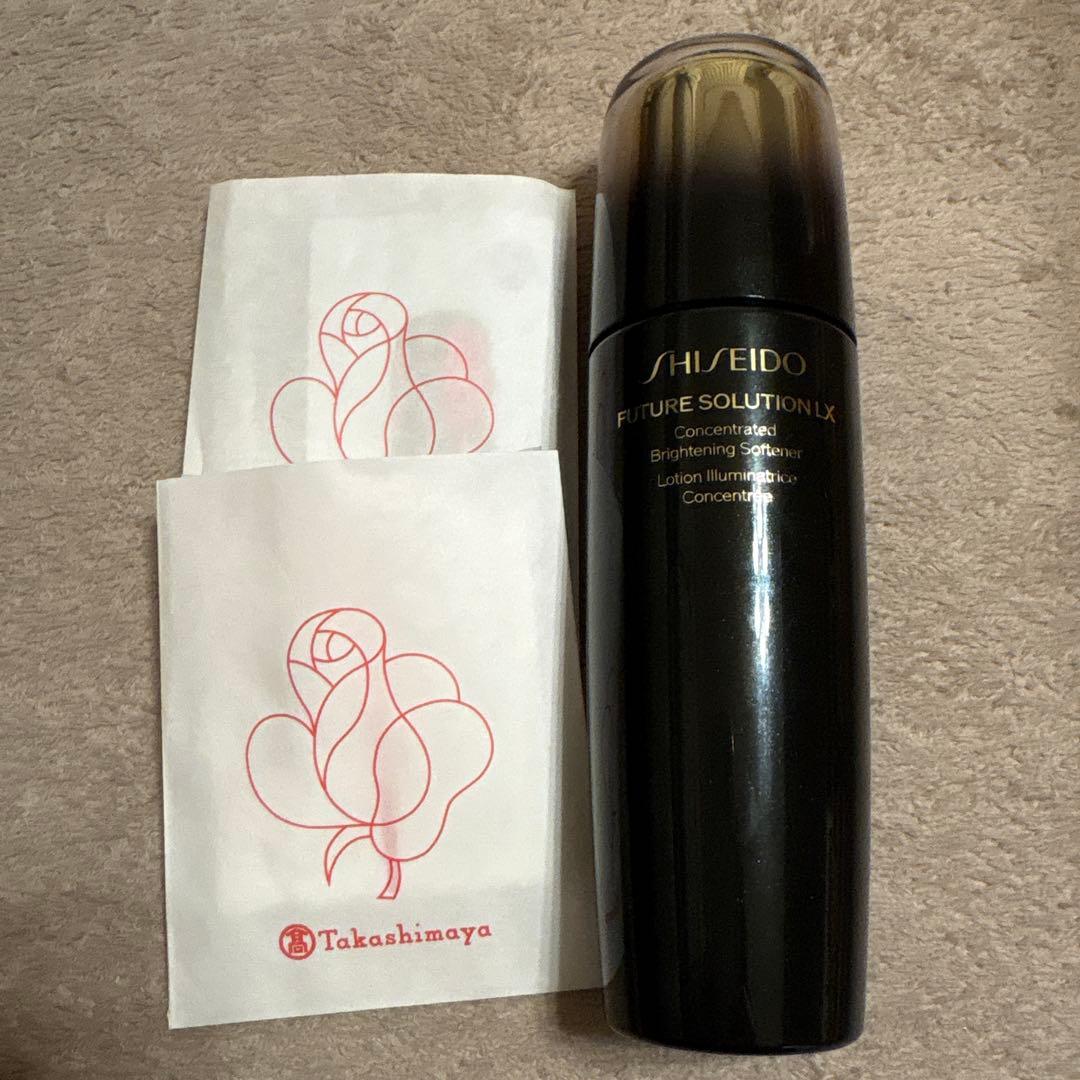 SHISEIDO
FUTURE SOLUTION LX
Concentrated
Brightening Softener
Lotion Illuminatrice
Concentrée
髙 Takashimaya